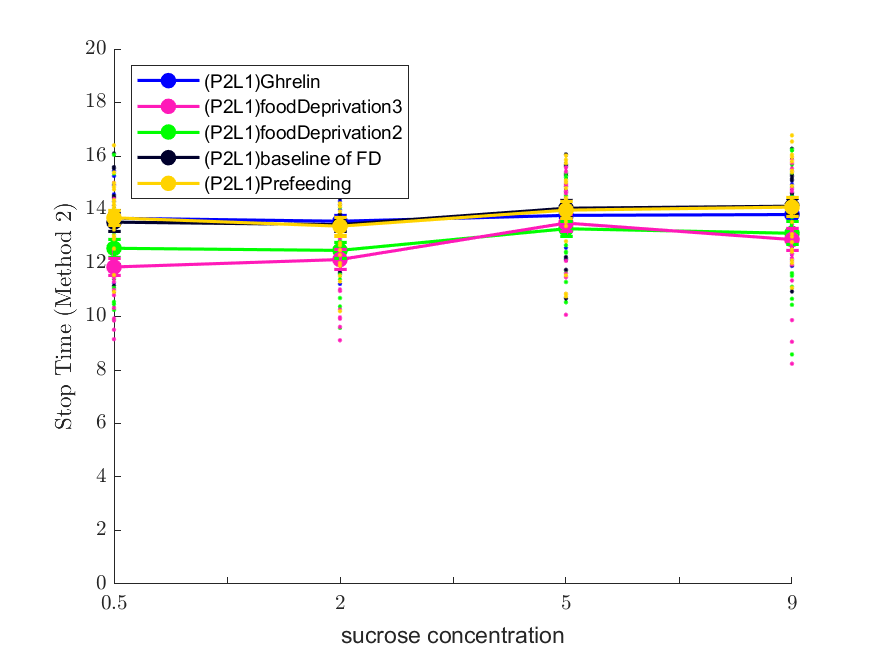 20
18
16
14
12
10
8
6
4
2
0
Stop Time (Method 2)
(P2L1)Ghrelin
(P2L1)foodDeprivation3
(P2L1)foodDeprivation2
(P2L1)baseline of FD
(P2L1)Prefeeding
0.5 2 5 9
sucrose concentration